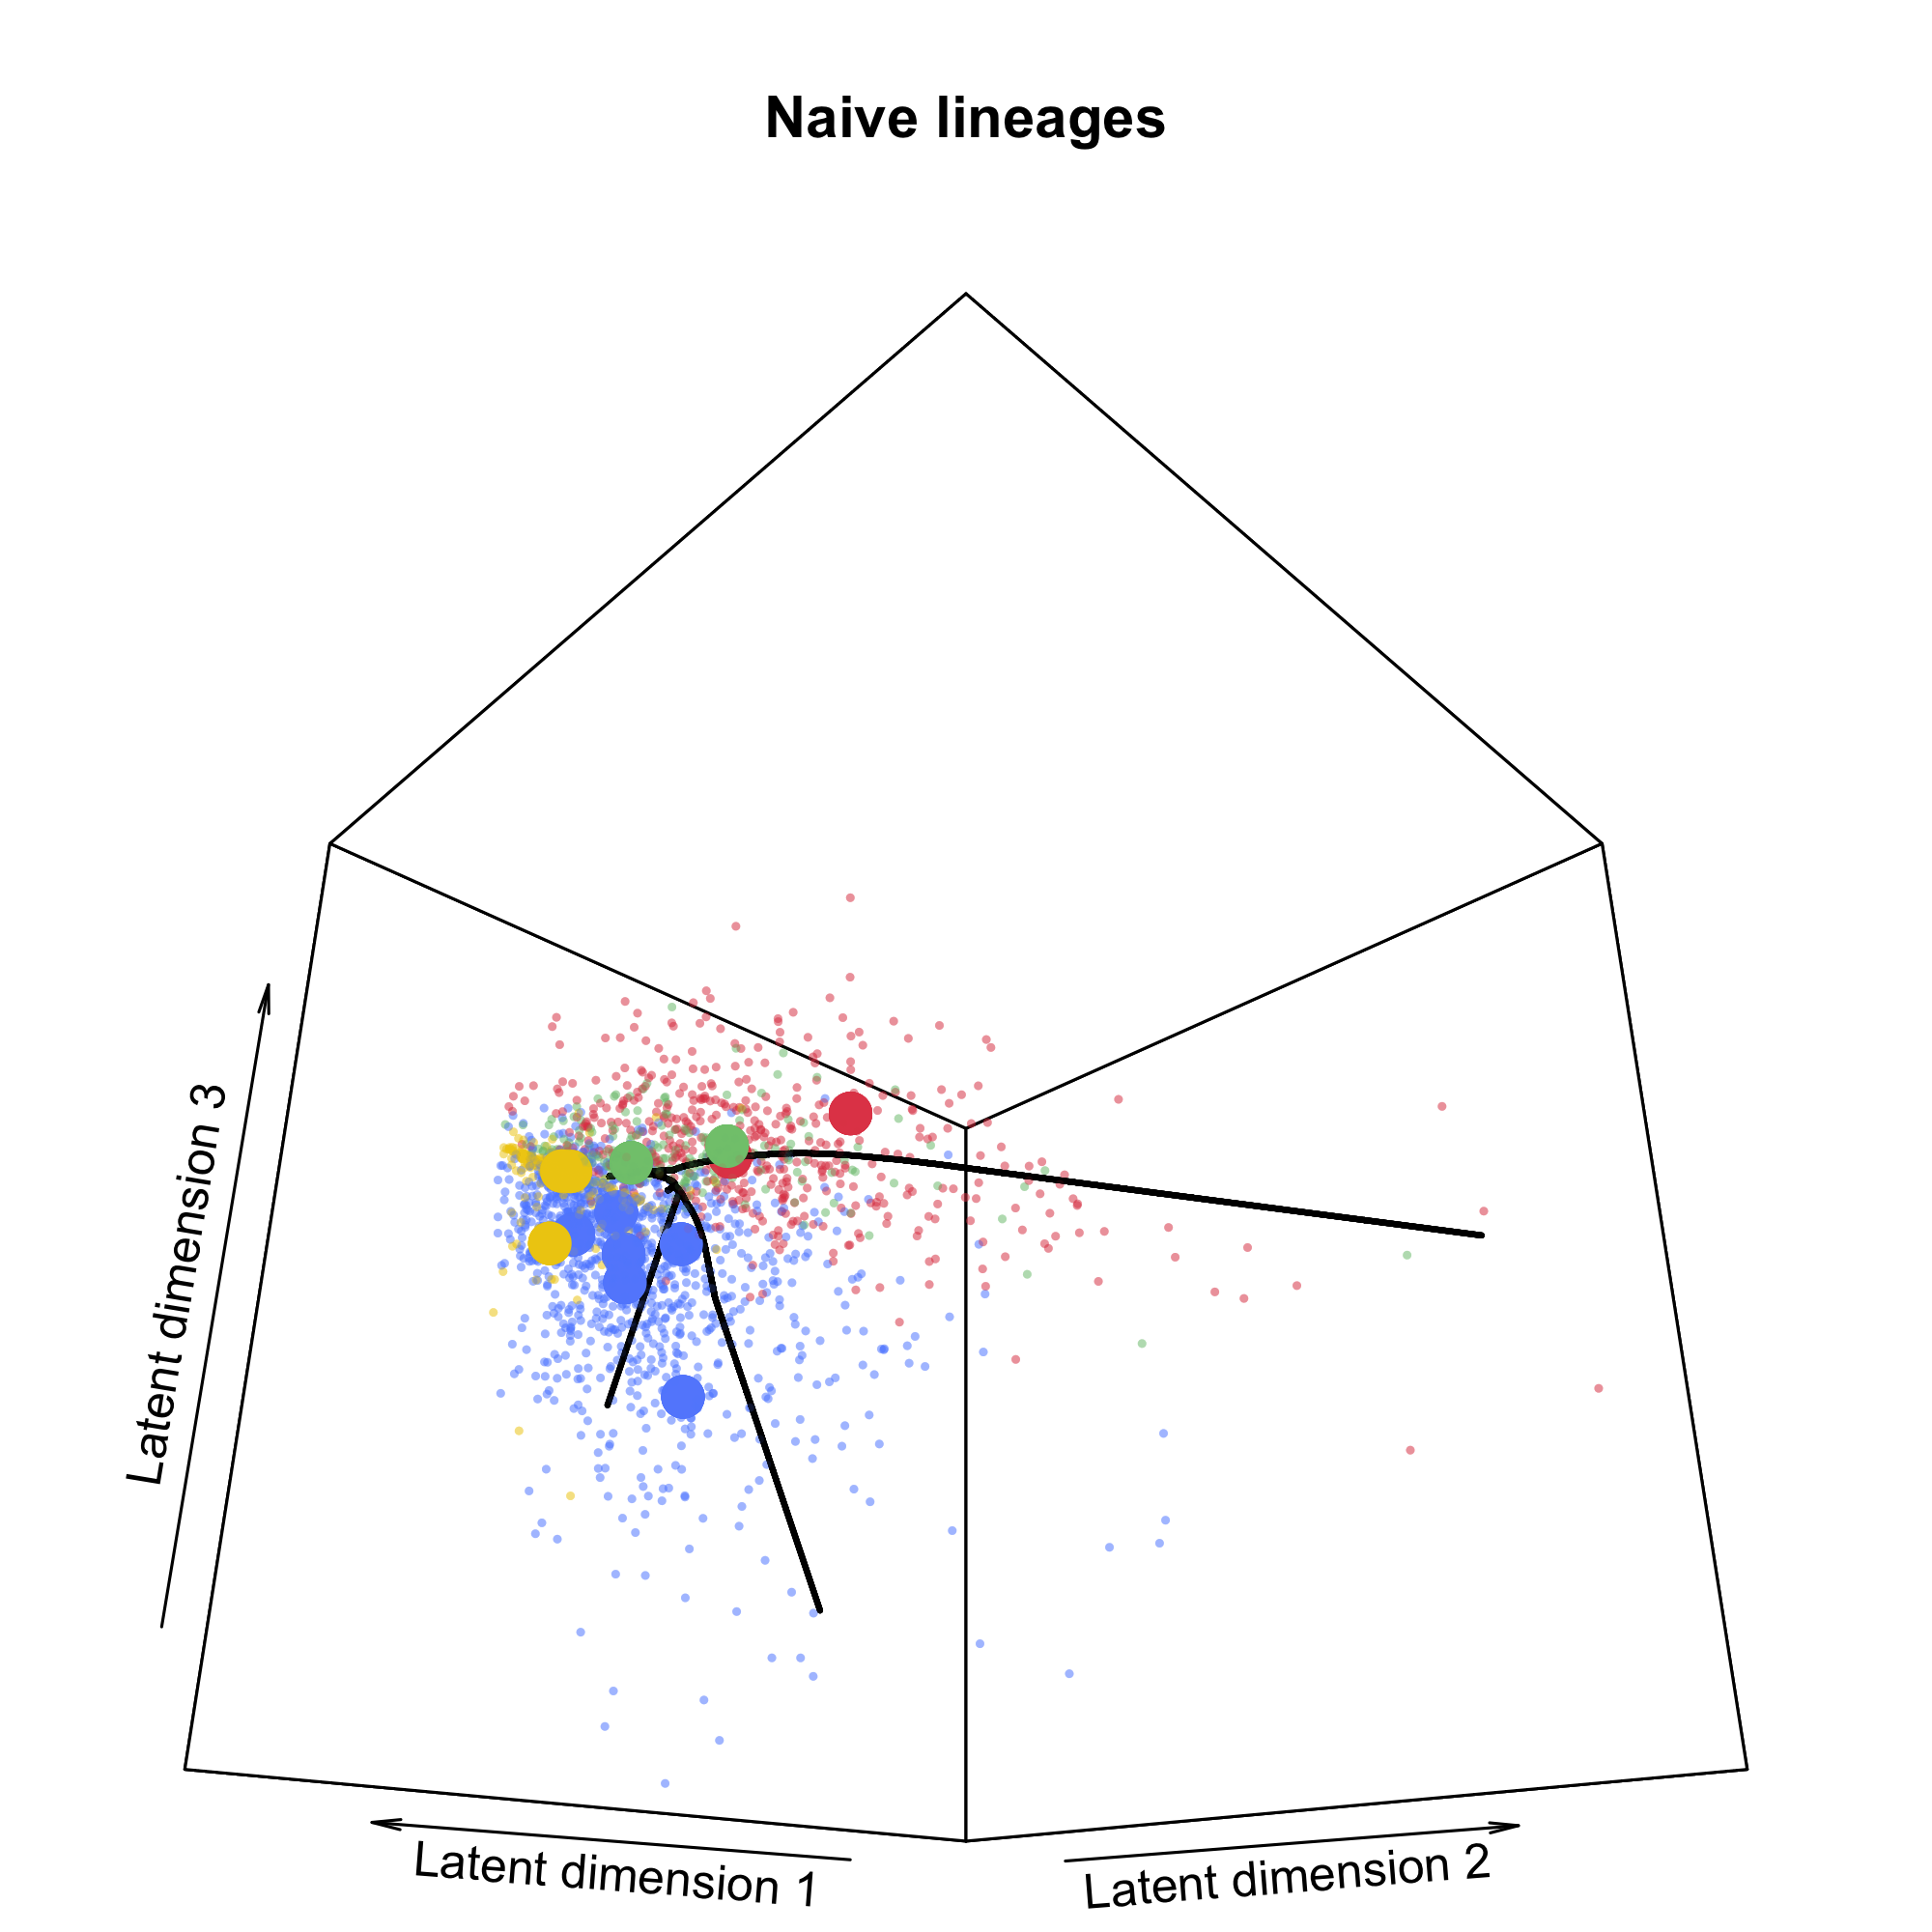 Naive lineages
Latent dimension 3
Latent dimension 1
Latent dimension 2